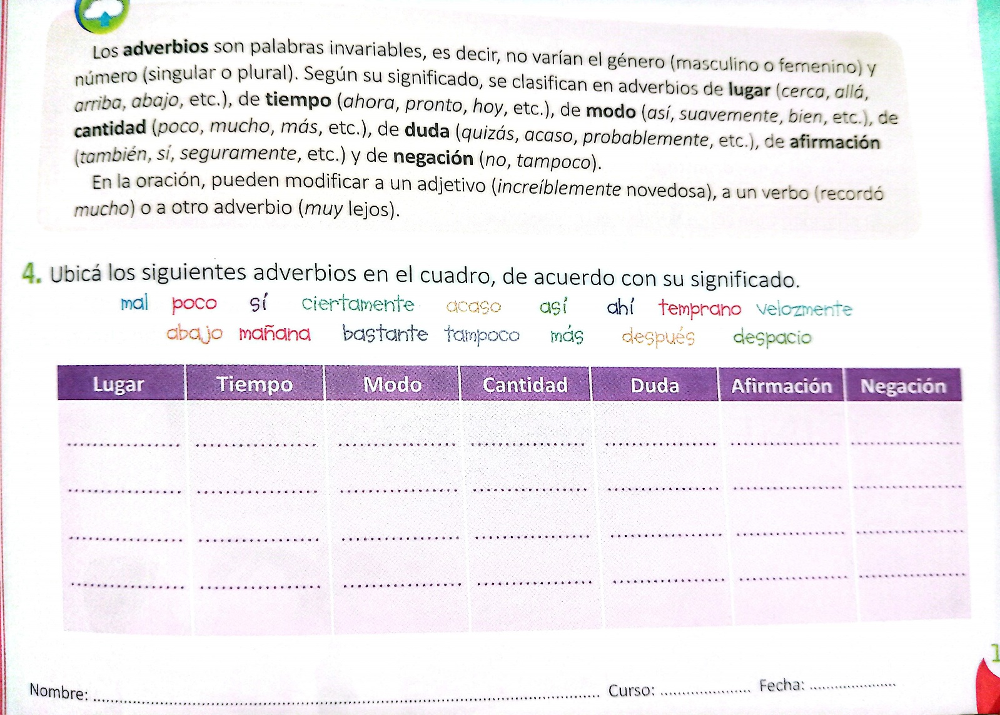 Los adverbios son palabras invariables, es decir, no varían el género (masculino o femenino) y
número (singular o plural). Según su significado, se clasifican en adverbios de lugar (cerca, allá,
arriba, abajo, etc.), de tiempo (ahora, pronto, hoy, etc.), de modo (así, suavemente, bien, etc.), de
cantidad (poco, mucho, más, etc.), de duda (quizás, acaso, probablemente, etc.), de afirmación
(también, sí, seguramente, etc.) y de negación (no, tampoco).
En la oración, pueden modificar a un adjetivo (increíblemente novedosa), a un verbo (recordó
mucho) o a otro adverbio (muy lejos).
4. Ubicá los siguientes adverbios en el cuadro, de acuerdo con su significado.
mal poco sí ciertamente acaso así ahí temprano velozmente
abajo mañana bastante tampoco más después despacio
Lugar Tiempo Modo Cantidad Duda Afirmación Negación
1
Nombre: Curso: Fecha: